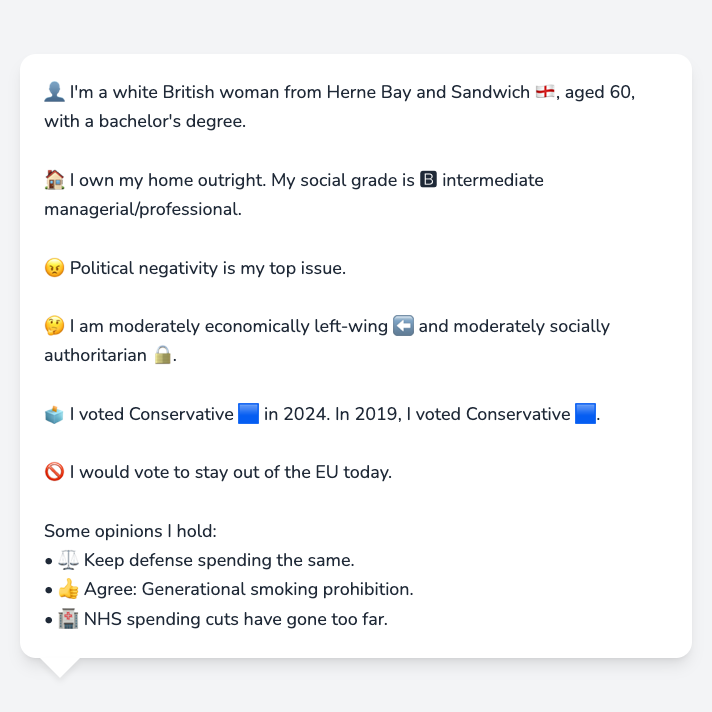 👤 I'm a white British woman from Herne Bay and Sandwich 🏴󠁧󠁢󠁥󠁮󠁧󠁿, aged 60,
with a bachelor's degree.
🏠 I own my home outright. My social grade is 🅱 intermediate
managerial/professional.
😠 Political negativity is my top issue.
🤔 I am moderately economically left-wing ⬅️ and moderately socially
authoritarian 🔒.
🗳️ I voted Conservative 🟦 in 2024. In 2019, I voted Conservative 🟦.
🚫 I would vote to stay out of the EU today.
Some opinions I hold:
• ⚖️ Keep defense spending the same.
• 👍 Agree: Generational smoking prohibition.
• 🏥 NHS spending cuts have gone too far.